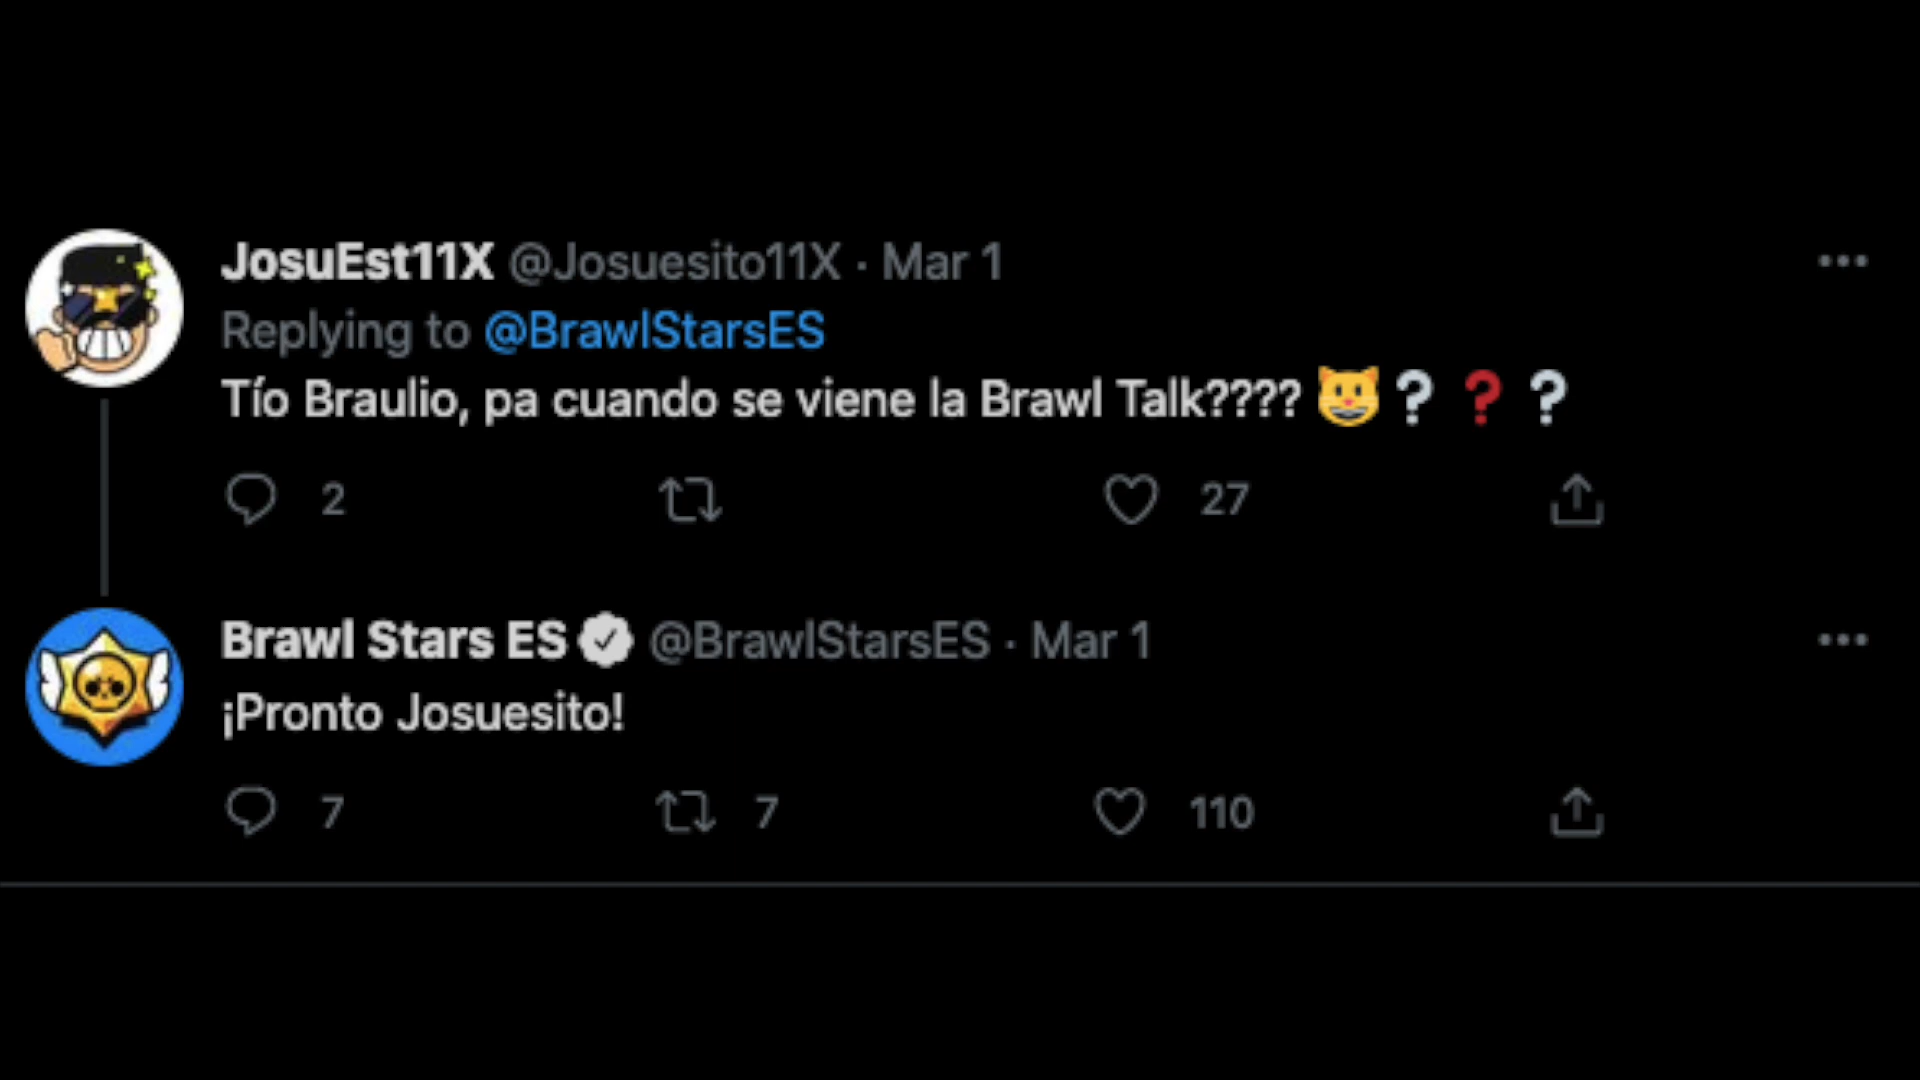 JosuEst11X @Josuesito11X · Mar 1
Replying to @BrawlStarsES
Tío Braulio, pa cuando se viene la Brawl Talk???? 😺❔❓❔
2 27
Brawl Stars ES @BrawlStarsES · Mar 1
¡Pronto Josuesito!
7 7 110